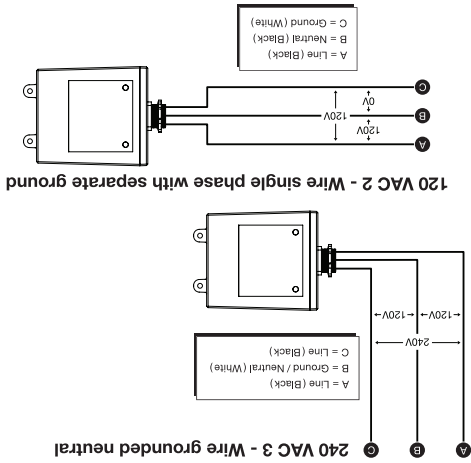 A B C
240 VAC 3 - Wire grounded neutral
A = Line (Black)
B = Ground / Neutral (White)
C = Line (Black)
240V
120V 120V
120 VAC 2 - Wire single phase with separate ground
A
120V
B
120V
0V
C
A = Line (Black)
B = Neutral (Black)
C = Ground (White)